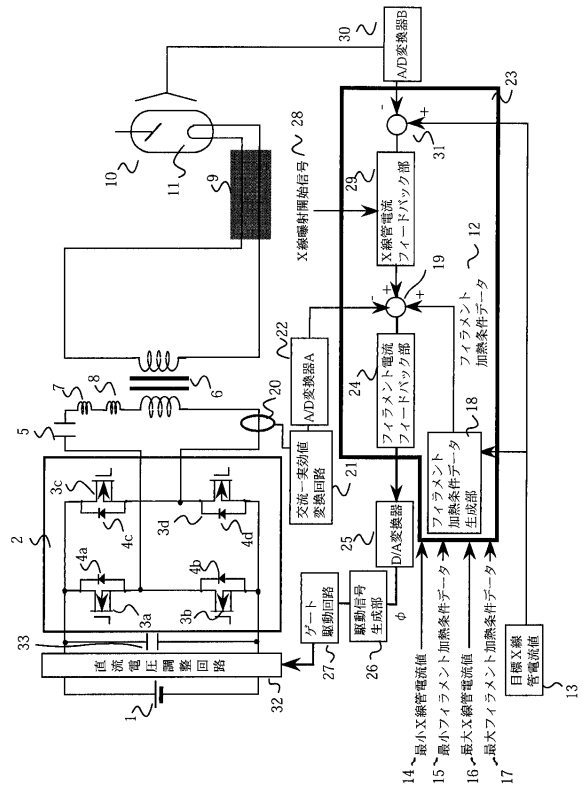 1
直流電圧調整回路
32
33
2
3a
4a
3b
4b
3c
4c
3d
4d
5
7
8
6
20
9
10
11
X線曝射開始信号
28
30
A/D変換器B
交流ー実効値
変換回路
21
A/D変換器A
22
ゲート
駆動回路
27
駆動信号
生成部
26
φ
D/A変換器
25
24
フィラメント電流
フィードバック部
-
+
+
19
29
X線管電流
フィードバック部
-
+
31
23
フィラメント
加熱条件データ
12
18
フィラメント
加熱条件データ
生成部
14
最小X線管電流値
15
最小フィラメント加熱条件データ
16
最大X線管電流値
17
最大フィラメント加熱条件データ
目標X線
管電流値
13